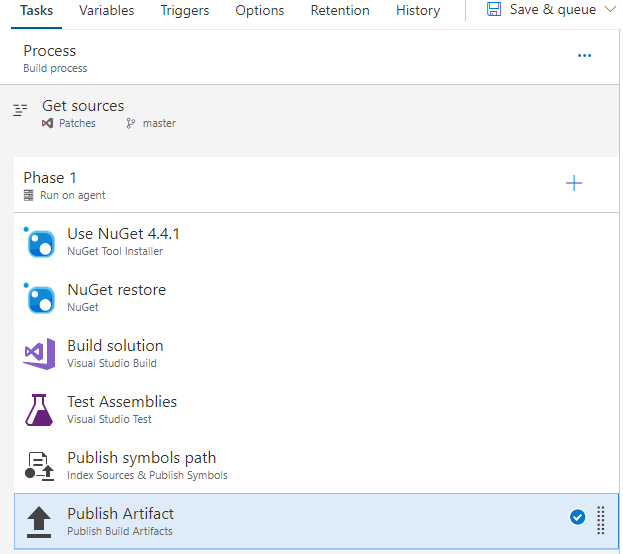 Tasks Variables Triggers Options Retention History Save & queue
Process
Build process
Get sources
Patches master
Phase 1
Run on agent
Use NuGet 4.4.1
NuGet Tool Installer
NuGet restore
NuGet
Build solution
Visual Studio Build
Test Assemblies
Visual Studio Test
Publish symbols path
Index Sources & Publish Symbols
Publish Artifact
Publish Build Artifacts